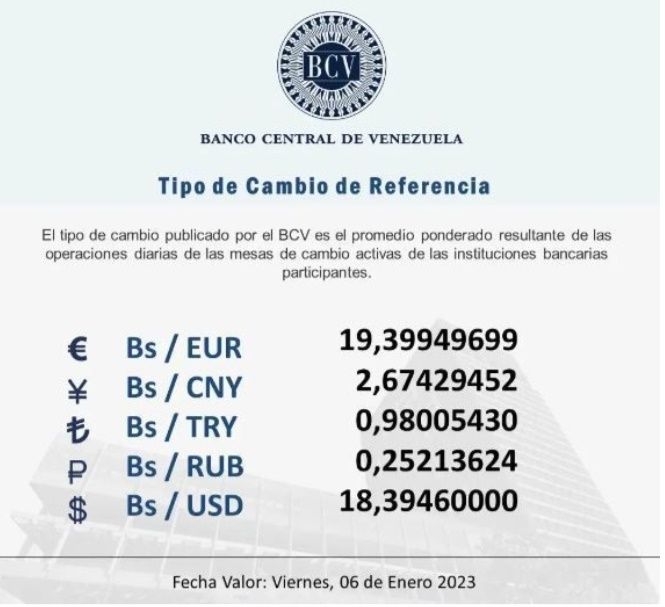 BCV
BANCO CENTRAL DE VENEZUELA
Tipo de Cambio de Referencia
El tipo de cambio publicado por el BCV es el promedio ponderado resultante de las
operaciones diarias de las mesas de cambio activas de las instituciones bancarias
participantes.
€ Bs / EUR 19,39949699
¥ Bs / CNY 2,67429452
₺ Bs / TRY 0,98005430
₽ Bs / RUB 0,25213624
$ Bs / USD 18,39460000
Fecha Valor: Viernes, 06 de Enero 2023